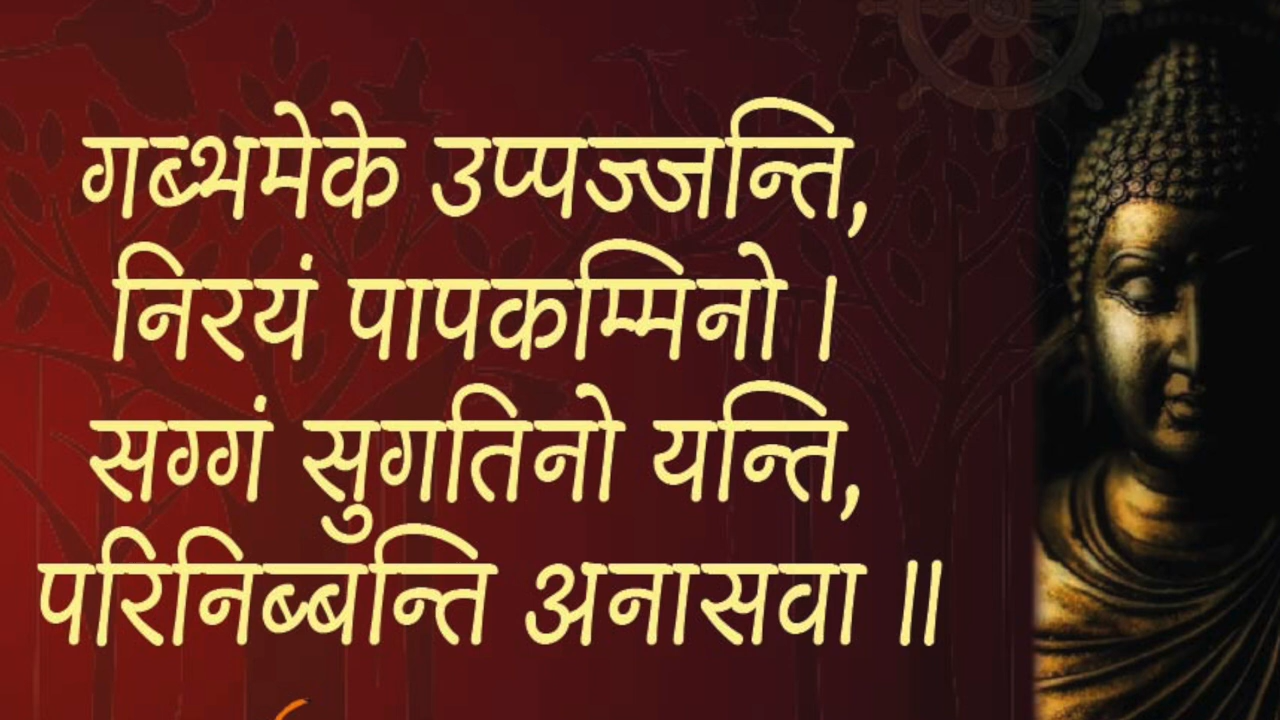 गब्भमेके उप्पज्जन्ति,
निरयं पापकम्मिनो ।
सग्गं सुगतिनो यन्ति,
परिनिब्बन्ति अनासवा ॥